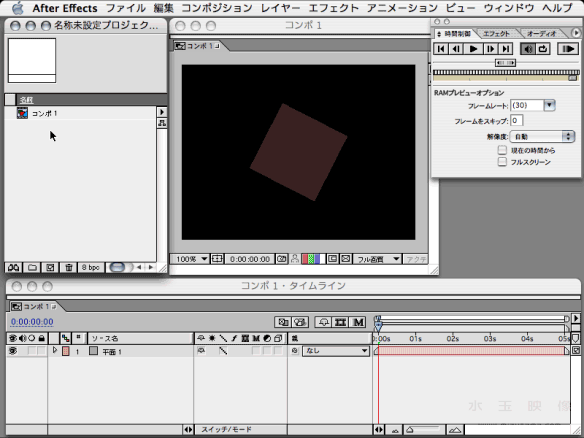 After Effects ファイル 編集 コンポジション レイヤー エフェクト アニメーション ビュー ウィンドウ ヘルプ
名称未設定プロジェク...
コンポ 1
時間制御 エフェクト オーディオ
コンポ 1
名前
コンポ 1
RAMプレビューオプション
フレームレート: (30)
フレームをスキップ: 0
解像度: 自動
現在の時間から
フルスクリーン
8 bpc
100% 0:00:00:00 フル画質 アクテ
コンポ 1・タイムライン
コンポ 1
0:00:00:00
# ソース名 親
0:00s 01s 02s 03s 04s 05s
1 平面 1 なし
水玉映像
スイッチ/モード